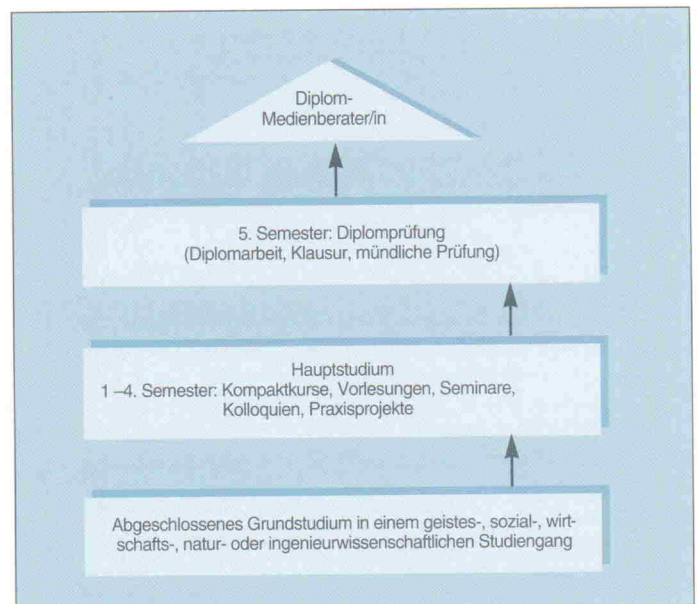 Diplom-
Medienberater/in
5. Semester: Diplomprüfung
(Diplomarbeit, Klausur, mündliche Prüfung)
Hauptstudium
1 –4. Semester: Kompaktkurse, Vorlesungen, Seminare,
Kolloquien, Praxisprojekte
Abgeschlossenes Grundstudium in einem geistes-, sozial-, wirt-
schafts-, natur- oder ingenieurwissenschaftlichen Studiengang